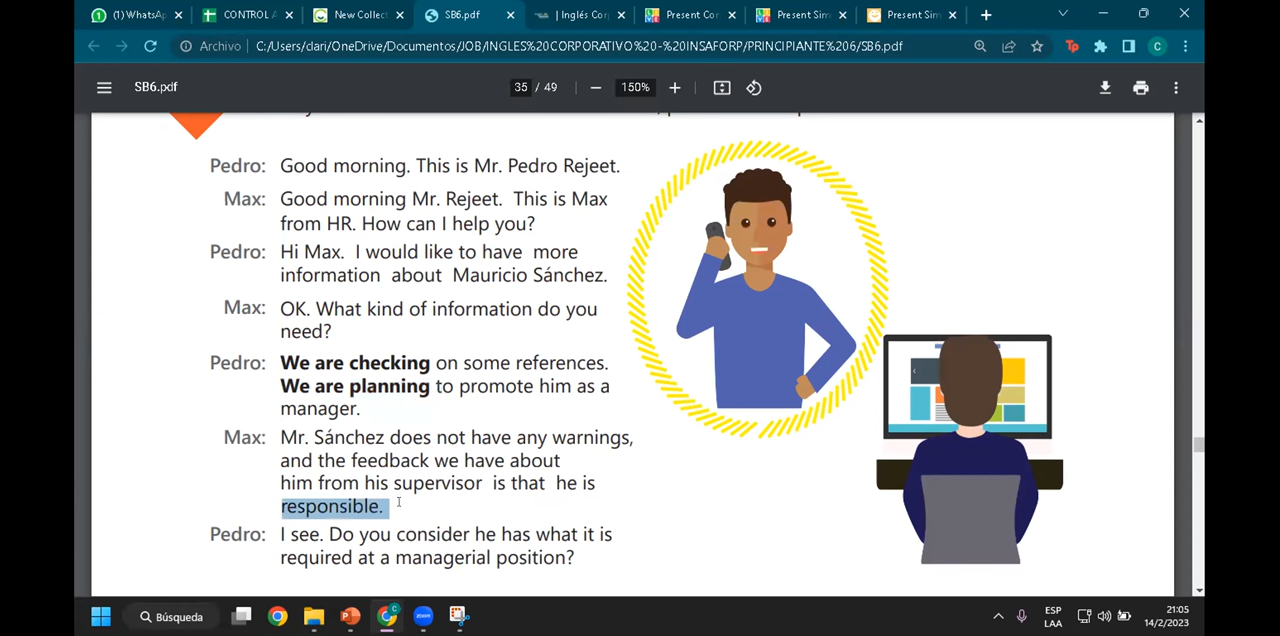 (1) WhatsAp
CONTROL A
New Collec
SB6.pdf
| Inglés Cor
Present Co
Present Sim
Present Sim
Archivo | C:/Users/clari/OneDrive/Documentos/JOB/INGLES%20CORPORATIVO%20-%20INSAFORP/PRINCIPIANTE%206/SB6.pdf
Tp
C
SB6.pdf
35 / 49
150%
Pedro: Good morning. This is Mr. Pedro Rejeet.
Max: Good morning Mr. Rejeet. This is Max
from HR. How can I help you?
Pedro: Hi Max. I would like to have more
information about Mauricio Sánchez.
Max: OK. What kind of information do you
need?
Pedro: We are checking on some references.
We are planning to promote him as a
manager.
Max: Mr. Sánchez does not have any warnings,
and the feedback we have about
him from his supervisor is that he is
responsible.
Pedro: I see. Do you consider he has what it is
required at a managerial position?
Búsqueda
zoom
ESP
LAA
21:05
14/2/2023